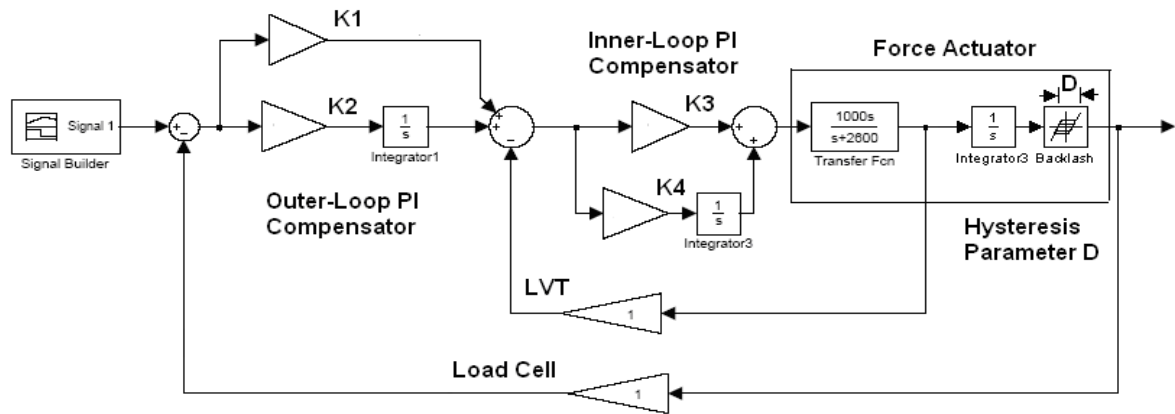 K1
Inner-Loop PI
Compensator
Force Actuator
D
Signal 1
Signal Builder
+
-
K2
1
s
Integrator1
+
+
-
K3
+
+
1000s
s+2600
Transfer Fcn
1
s
Integrator3
Backlash
Outer-Loop PI
Compensator
K4
1
s
Integrator3
Hysteresis
Parameter D
LVT
1
Load Cell
1